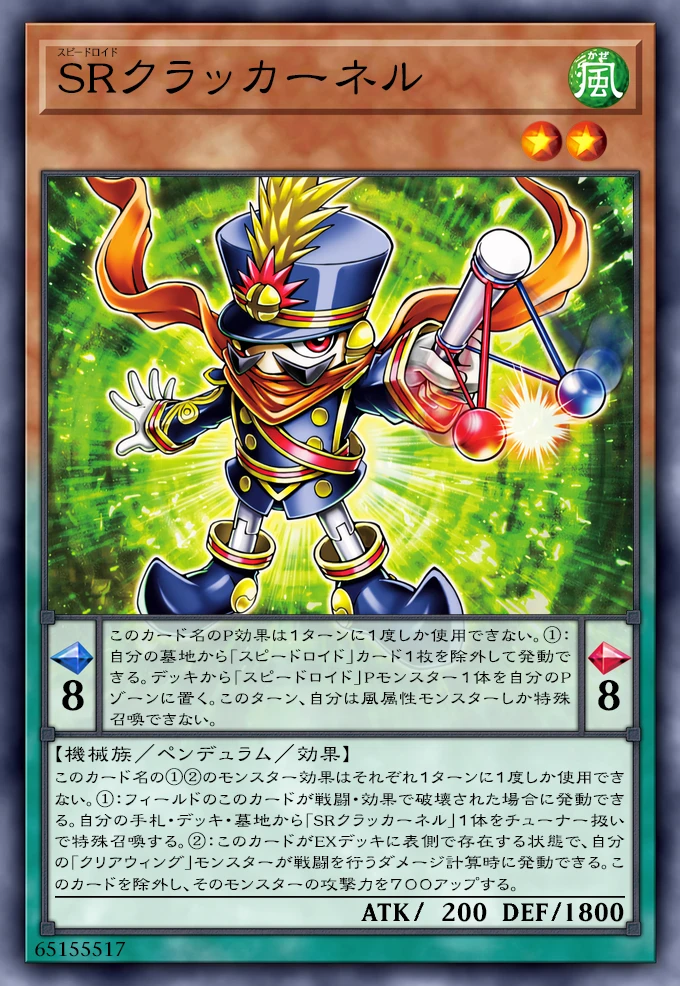 スピードロイド
SRクラッカーネル
かぜ
風
このカード名のP効果は1ターンに1度しか使用できない。①：
自分の墓地から「スピードロイド」カード1枚を除外して発動で
きる。デッキから「スピードロイド」Pモンスター1体を自分のP
ゾーンに置く。このターン、自分は風属性モンスターしか特殊
召喚できない。
8
8
【機械族／ペンデュラム／効果】
このカード名の①②のモンスター効果はそれぞれ1ターンに1度しか使用でき
ない。①：フィールドのこのカードが戦闘・効果で破壊された場合に発動でき
る。自分の手札・デッキ・墓地から「SRクラッカーネル」1体をチューナー扱い
で特殊召喚する。②：このカードがEXデッキに表側で存在する状態で、自分
の「クリアウィング」モンスターが戦闘を行うダメージ計算時に発動できる。こ
のカードを除外し、そのモンスターの攻撃力を700アップする。
ATK/ 200 DEF/1800
65155517